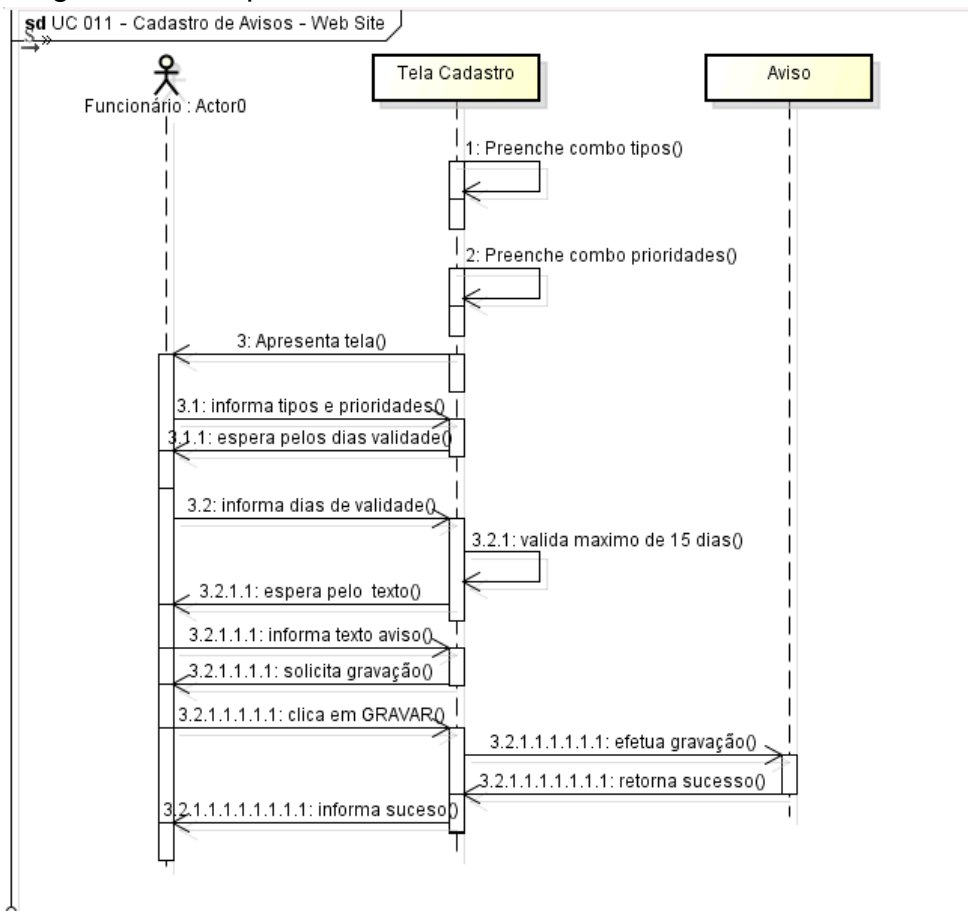 sd UC 011 - Cadastro de Avisos - Web Site
Funcionário : Actor0
Tela Cadastro
Aviso
1: Preenche combo tipos()
2: Preenche combo prioridades()
3: Apresenta tela()
3.1: informa tipos e prioridades()
3.1.1: espera pelos dias validade()
3.2: informa dias de validade()
3.2.1: valida maximo de 15 dias()
3.2.1.1: espera pelo  texto()
3.2.1.1.1: informa texto aviso()
3.2.1.1.1.1: solicita gravação()
3.2.1.1.1.1.1: clica em GRAVAR()
3.2.1.1.1.1.1.1: efetua gravação()
3.2.1.1.1.1.1.1.1: retorna sucesso()
3.2.1.1.1.1.1.1.1.1: informa suceso()